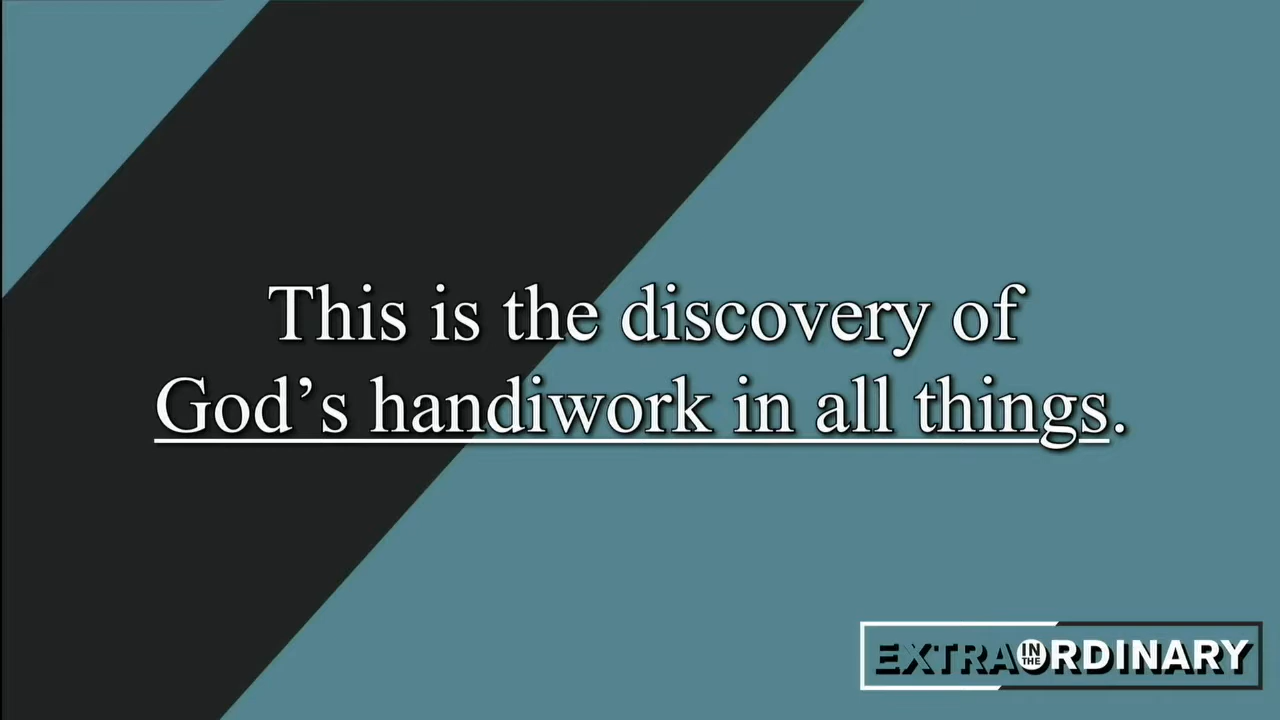 This is the discovery of
God’s handiwork in all things.
EXTRA IN THE ORDINARY